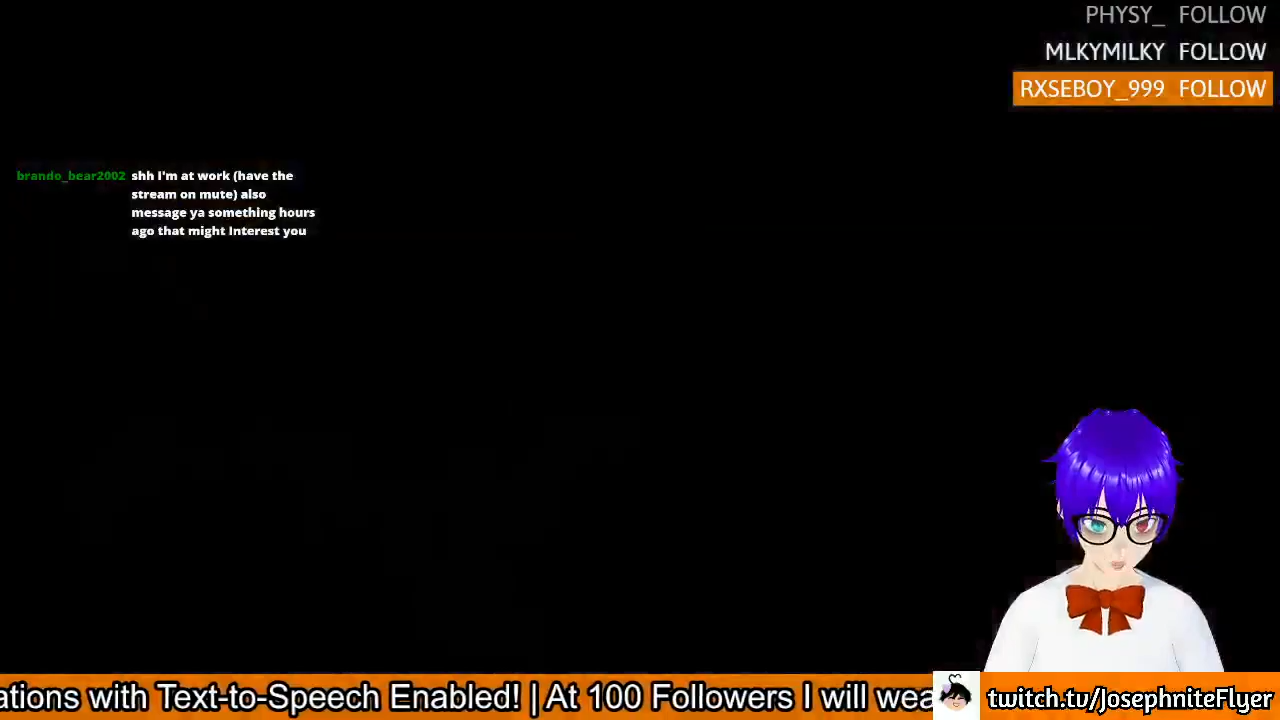 PHYSY_ FOLLOW
MLKYMILKY FOLLOW
RXSEBOY_999 FOLLOW
brando_bear2002 shh I'm at work (have the
stream on mute) also
message ya something hours
ago that might Interest you
ations with Text-to-Speech Enabled! | At 100 Followers I will wea
twitch.tv/JosephniteFlyer